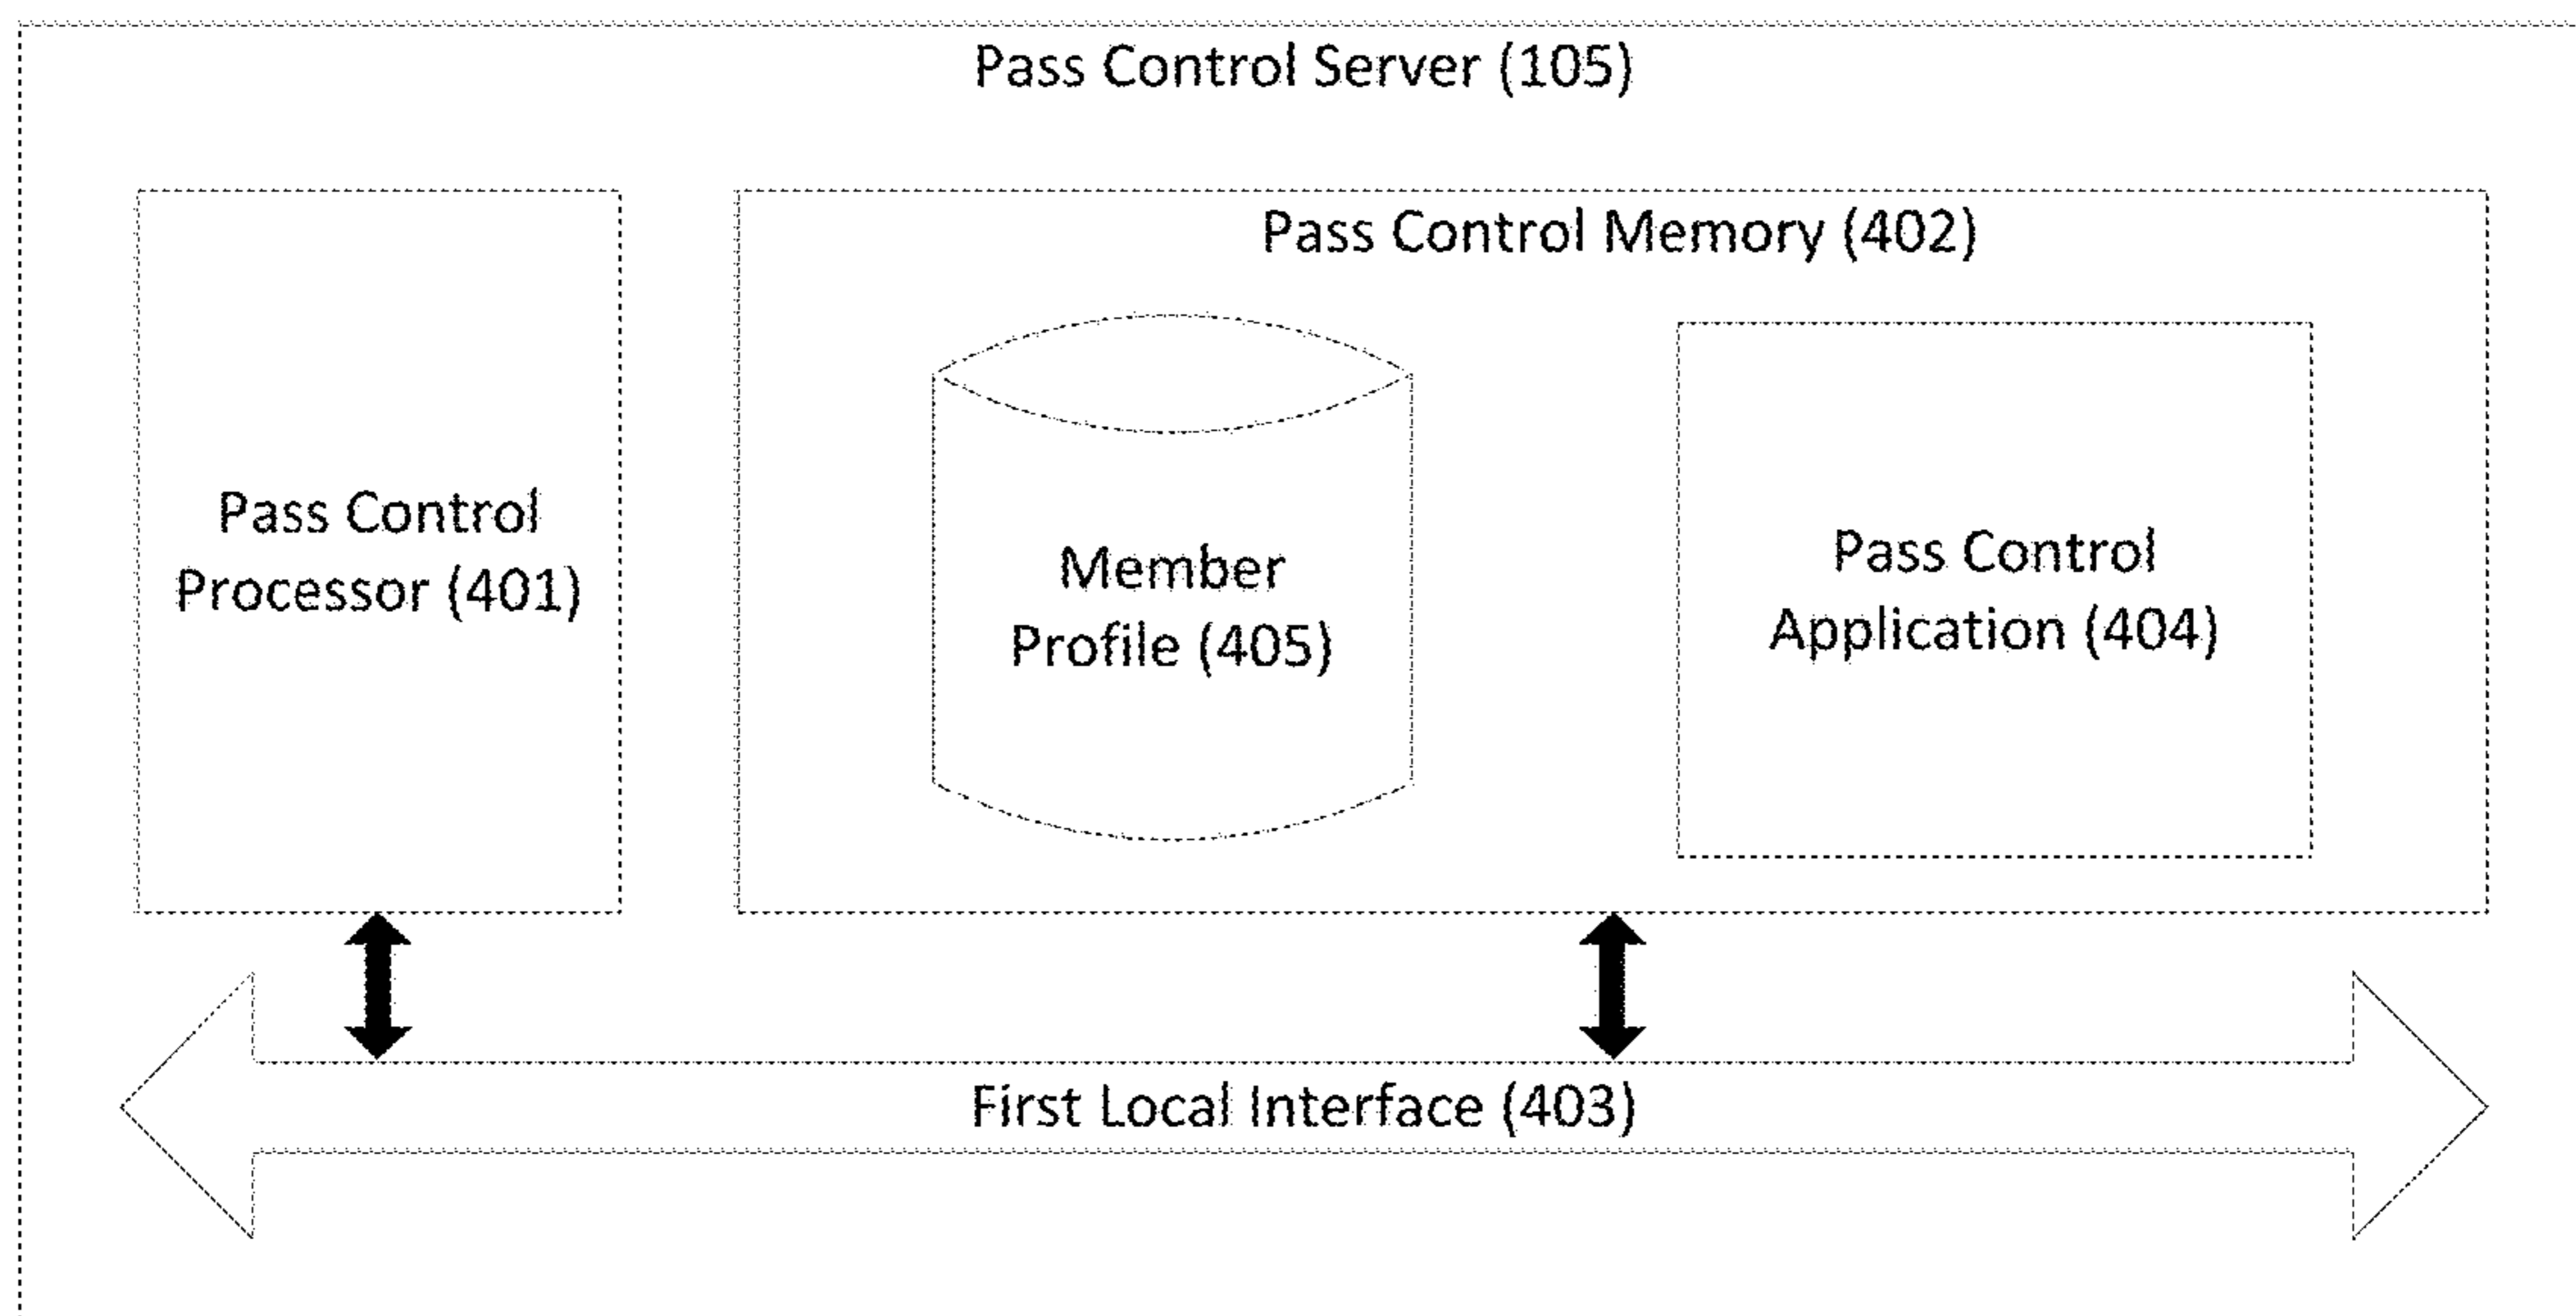 Pass Control Server (105)
Pass Control Memory (402)
Pass Control
Processor (401)
Member
Profile (405)
Pass Control
Application (404)
First Local Interface (403)